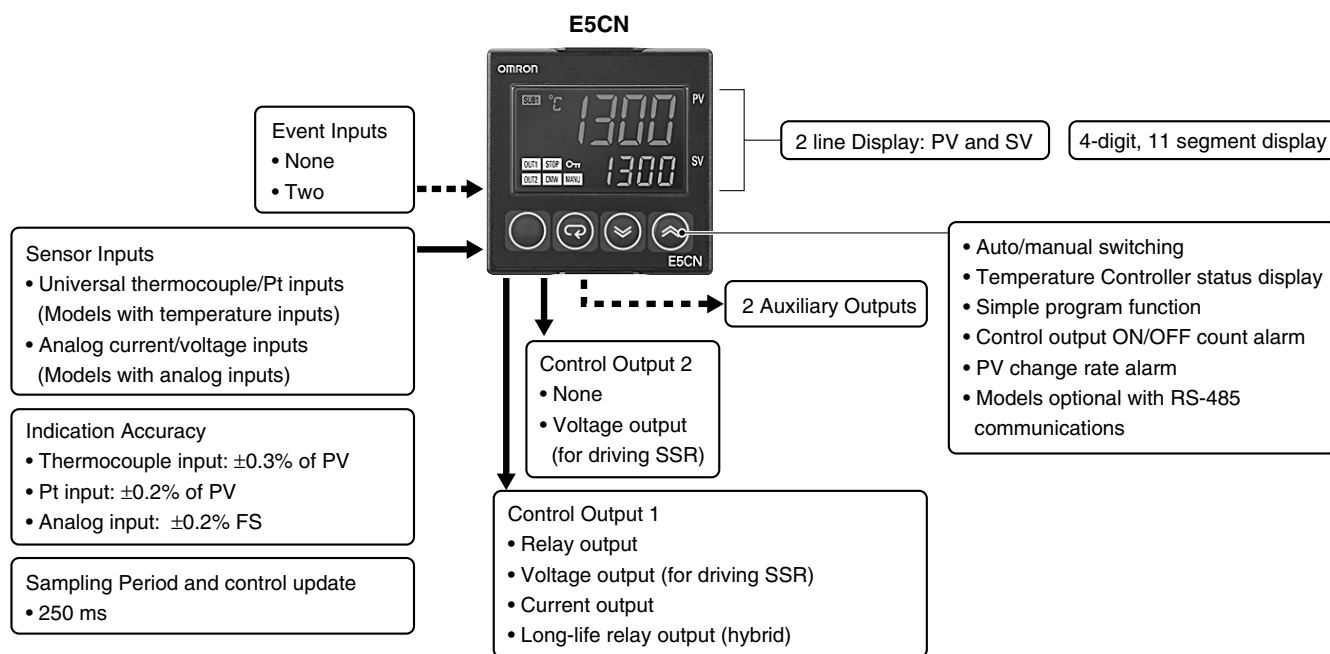 E5CN
OMRON
SUB1 °C 1300 PV
OUT1 STOP
OUT2 CMW MANU
1300 SV
E5CN
Event Inputs
• None
• Two
2 line Display: PV and SV
4-digit, 11 segment display
Sensor Inputs
• Universal thermocouple/Pt inputs
(Models with temperature inputs)
• Analog current/voltage inputs
(Models with analog inputs)
• Auto/manual switching
• Temperature Controller status display
• Simple program function
• Control output ON/OFF count alarm
• PV change rate alarm
• Models optional with RS-485
communications
2 Auxiliary Outputs
Control Output 2
• None
• Voltage output
(for driving SSR)
Indication Accuracy
• Thermocouple input: ±0.3% of PV
• Pt input: ±0.2% of PV
• Analog input: ±0.2% FS
Control Output 1
• Relay output
• Voltage output (for driving SSR)
• Current output
• Long-life relay output (hybrid)
Sampling Period and control update
• 250 ms